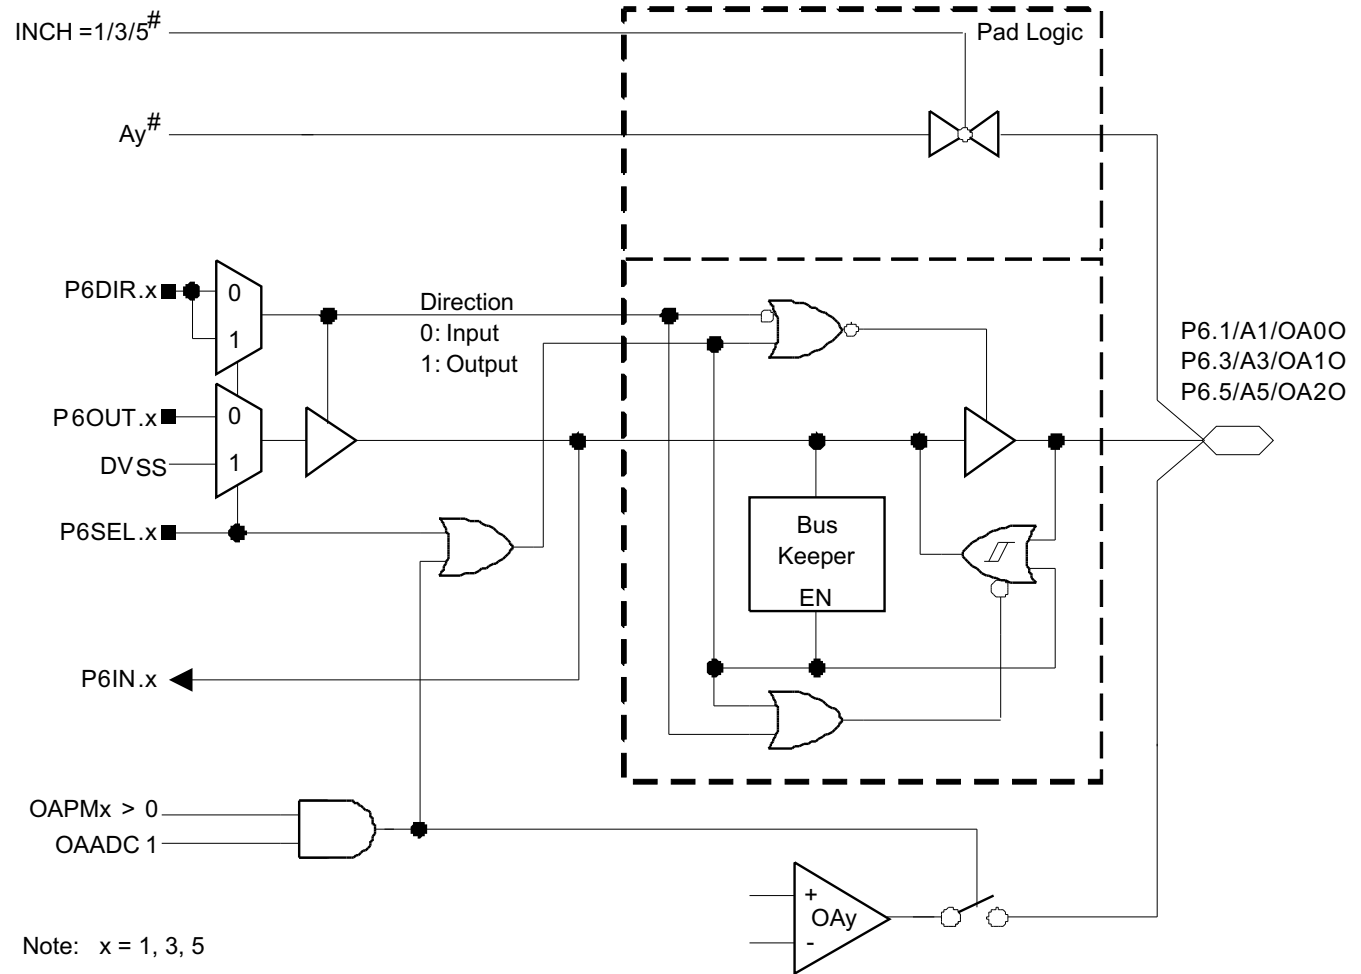 INCH =1/3/5#
Pad Logic
Ay#
P6DIR.x
0
1
Direction
0: Input
1: Output
P6.1/A1/OA0O
P6.3/A3/OA1O
P6.5/A5/OA2O
P6OUT.x
0
DVSS
1
P6SEL.x
Bus
Keeper
EN
P6IN.x
OAPMx > 0
OAADC 1
+
OAy
-
Note: x = 1, 3, 5